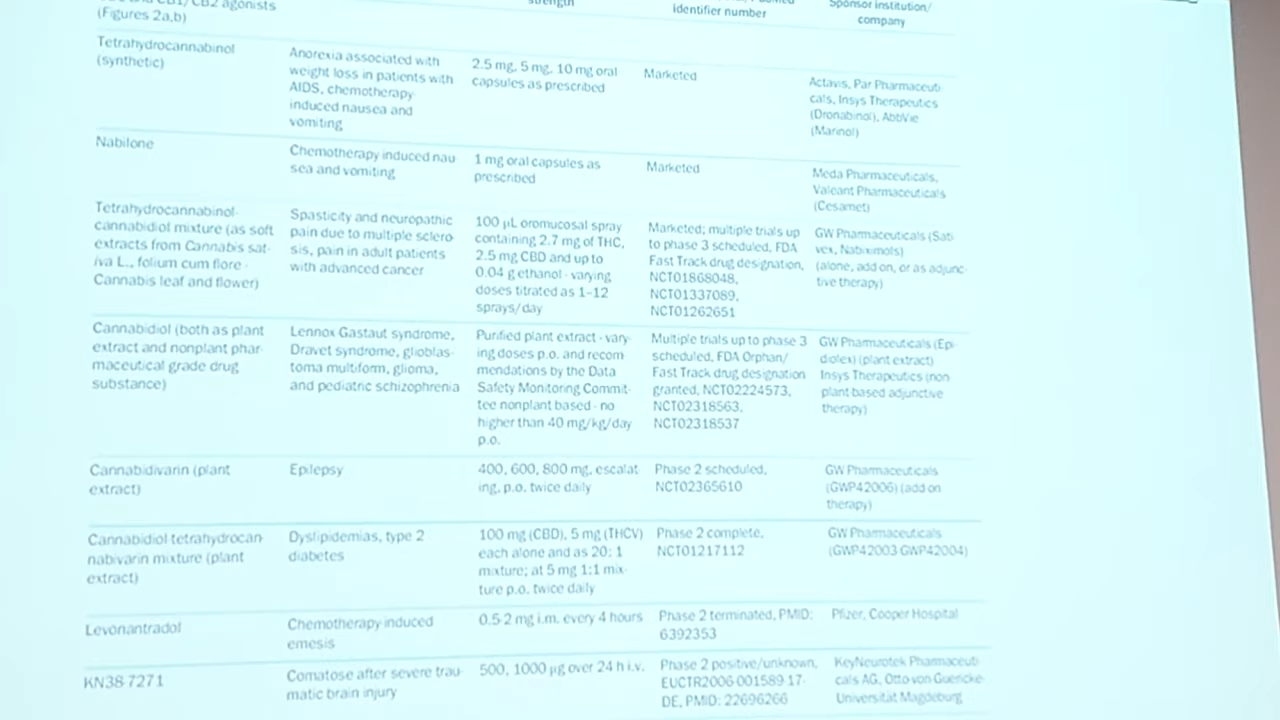 CB1/CB2 agonists
(Figures 2a,b)
strength
identifier number
Sponsor institution/
company
Tetrahydrocannabinol
(synthetic)
Anorexia associated with
weight loss in patients with
AIDS, chemotherapy
induced nausea and
vomiting
2.5 mg, 5 mg, 10 mg oral
capsules as prescribed
Marketed
Actavis, Par Pharmaceuti
cals, Insys Therapeutics
(Dronabinol), AbbVie
(Marinol)
Nabilone
Chemotherapy induced nau
sea and vomiting
1 mg oral capsules as
prescribed
Marketed
Meda Pharmaceuticals,
Valeant Pharmaceuticals
(Cesamet)
Tetrahydrocannabinol-
cannabidiol mixture (as soft
extracts from Cannabis sat-
iva L., folium cum flore -
Cannabis leaf and flower)
Spasticity and neuropathic
pain due to multiple sclero
sis, pain in adult patients
with advanced cancer
100 µL oromucosal spray
containing 2.7 mg of THC,
2.5 mg CBD and up to
0.04 g ethanol - varying
doses titrated as 1-12
sprays/day
Marketed; multiple trials up
to phase 3 scheduled, FDA
Fast Track drug designation,
NCT01868048,
NCT01337089,
NCT01262651
GW Pharmaceuticals (Sati
vex, Nabiximols)
(alone, add on, or as adjunc-
tive therapy)
Cannabidiol (both as plant
extract and nonplant phar-
maceutical grade drug
substance)
Lennox Gastaut syndrome,
Dravet syndrome, glioblas-
toma multiform, glioma,
and pediatric schizophrenia
Purified plant extract - vary-
ing doses p.o. and recom
mendations by the Data
Safety Monitoring Commit-
tee nonplant based - no
higher than 40 mg/kg/day
p.o.
Multiple trials up to phase 3
scheduled, FDA Orphan/
Fast Track drug designation
granted, NCT02224573,
NCT02318563,
NCT02318537
GW Pharmaceuticals (Epi-
diolex) (plant extract)
Insys Therapeutics (non
plant based adjunctive
therapy)
Cannabidivarin (plant
extract)
Epilepsy
400, 600, 800 mg, escalat
ing, p.o. twice daily
Phase 2 scheduled,
NCT02365610
GW Pharmaceuticals
(GWP42006) (add on
therapy)
Cannabidiol tetrahydrocan-
nabivarin mixture (plant
extract)
Dyslipidemias, type 2
diabetes
100 mg (CBD), 5 mg (THCV)
each alone and as 20: 1
mixture; at 5 mg 1:1 mix-
ture p.o. twice daily
Phase 2 complete,
NCT01217112
GW Pharmaceuticals
(GWP42003 GWP42004)
Levonantradol
Chemotherapy induced
emesis
0.5 2 mg i.m. every 4 hours
Phase 2 terminated, PMID:
6392353
Pfizer, Cooper Hospital
KN38 7271
Comatose after severe trau-
matic brain injury
500, 1000 µg over 24 h i.v.
Phase 2 positive/unknown,
EUCTR2006 001589 17-
DE, PMID: 22696266
KeyNeurotek Pharmaceuti-
cals AG, Otto von Guericke
Universität Magdeburg